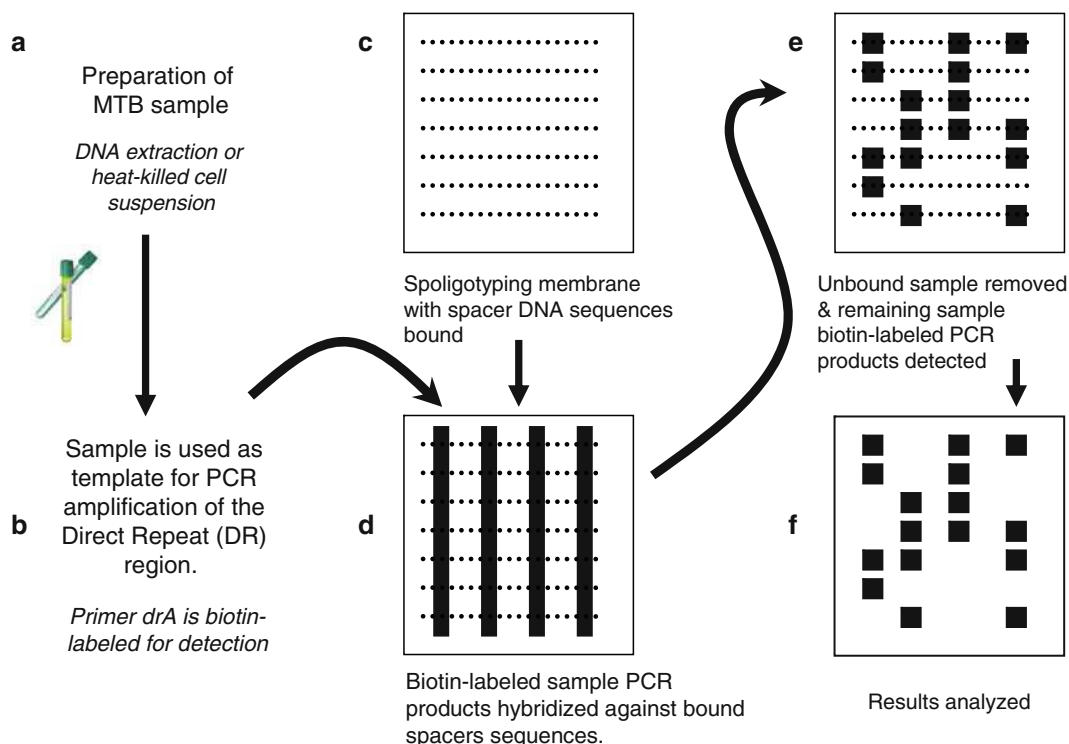 a
Preparation of
MTB sample
DNA extraction or
heat-killed cell
suspension
b
Sample is used as
template for PCR
amplification of the
Direct Repeat (DR)
region.
Primer drA is biotin-
labeled for detection
c
Spoligotyping membrane
with spacer DNA sequences
bound
d
Biotin-labeled sample PCR
products hybridized against bound
spacers sequences.
e
Unbound sample removed
& remaining sample
biotin-labeled PCR
products detected
f
Results analyzed